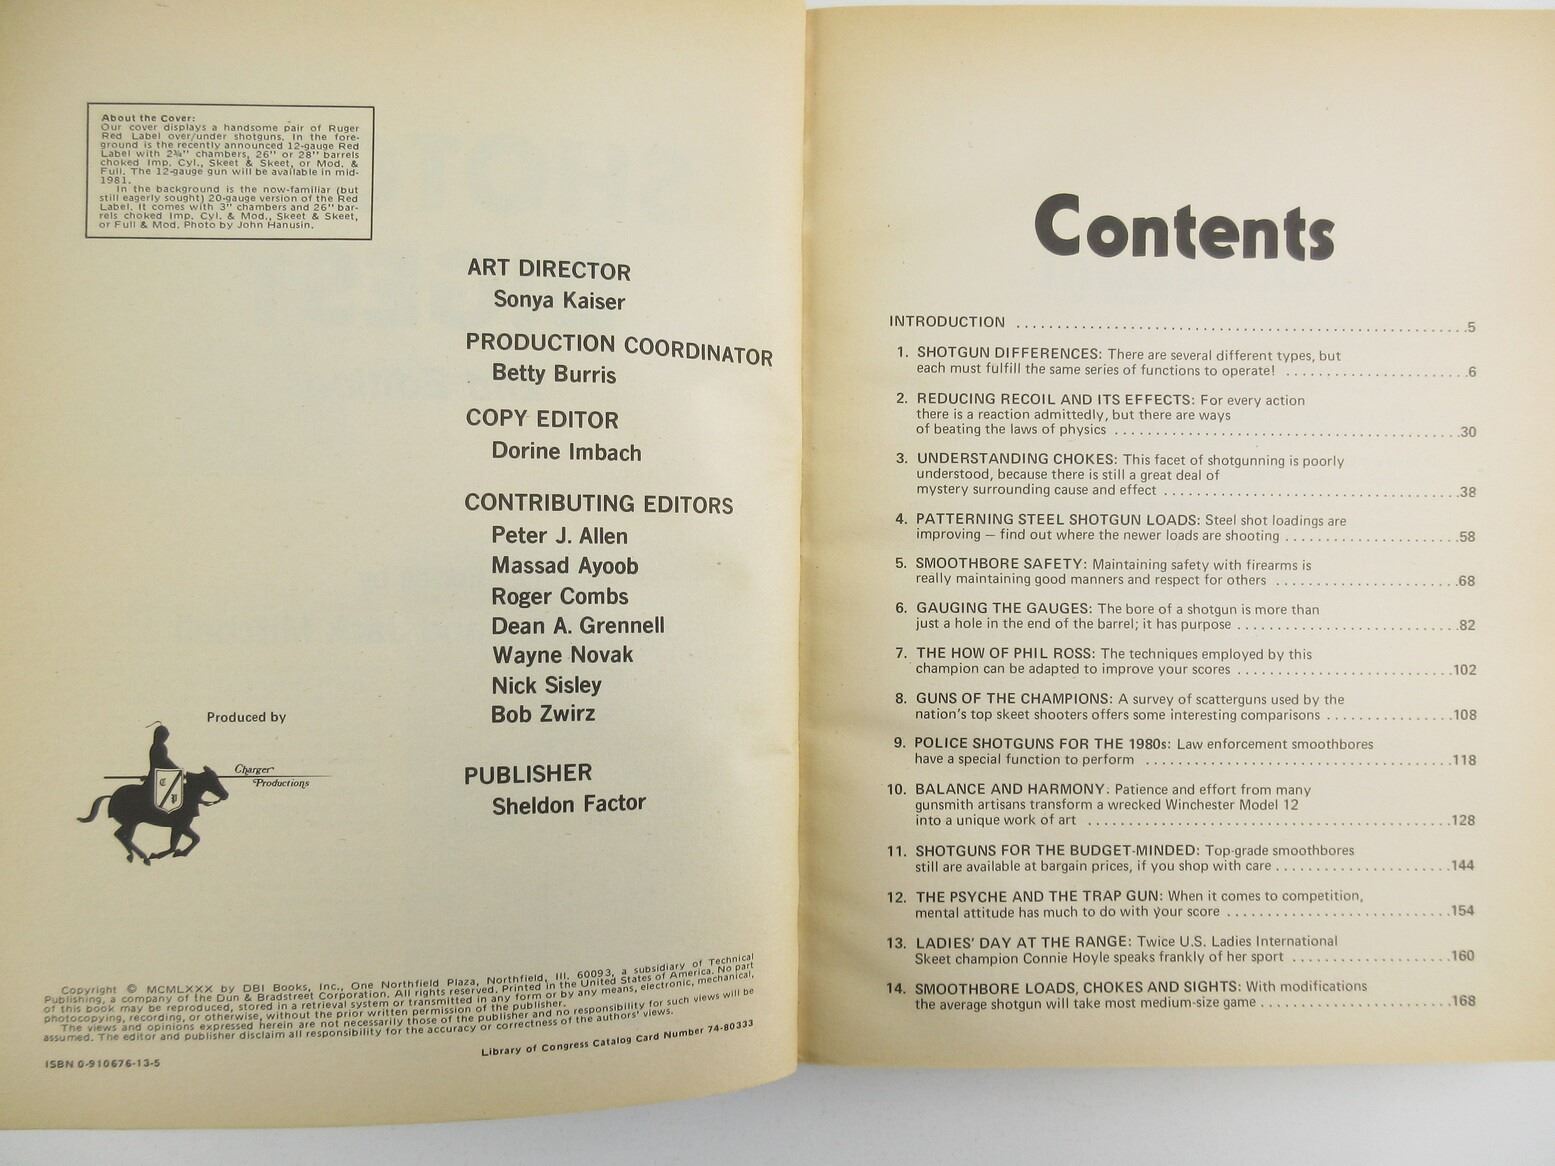 About the Cover:
Our cover displays a handsome pair of Ruger
Red Label over/under shotguns. In the fore-
ground is the recently announced 12-gauge Red
Label with 2¾" chambers, 26" or 28" barrels
choked Imp. Cyl., Skeet & Skeet, or Mod. &
Full. The 12-gauge gun will be available in mid-
1981.
In the background is the now-familiar (but
still eagerly sought) 20-gauge version of the Red
Label. It comes with 3" chambers and 26" bar-
rels choked Imp. Cyl. & Mod., Skeet & Skeet,
or Full & Mod. Photo by John Hanusin.
ART DIRECTOR
Sonya Kaiser
PRODUCTION COORDINATOR
Betty Burris
COPY EDITOR
Dorine Imbach
CONTRIBUTING EDITORS
Peter J. Allen
Massad Ayoob
Roger Combs
Dean A. Grennell
Wayne Novak
Nick Sisley
Bob Zwirz
PUBLISHER
Sheldon Factor
Produced by
Charger
Productions
C
P
Copyright © MCMLXXX by DBI Books, Inc., One Northfield Plaza, Northfield, Ill. 60093, a subsidiary of Technical
Publishing, a company of the Dun & Bradstreet Corporation. All rights reserved. Printed in the United States of America. No part
of this book may be reproduced, stored in a retrieval system or transmitted in any form or by any means, electronic, mechanical,
photocopying, recording, or otherwise, without the prior written permission of the publisher.
The views and opinions expressed herein are not necessarily those of the publisher and no responsibility for such views will be
assumed. The editor and publisher disclaim all responsibility for the accuracy or correctness of the authors' views.
Library of Congress Catalog Card Number 74-80333
ISBN 0-910676-13-5
Contents
INTRODUCTION ........ 5
1. SHOTGUN DIFFERENCES: There are several different types, but
each must fulfill the same series of functions to operate! ........ 6
2. REDUCING RECOIL AND ITS EFFECTS: For every action
there is a reaction admittedly, but there are ways
of beating the laws of physics ........ 30
3. UNDERSTANDING CHOKES: This facet of shotgunning is poorly
understood, because there is still a great deal of
mystery surrounding cause and effect ........ 38
4. PATTERNING STEEL SHOTGUN LOADS: Steel shot loadings are
improving — find out where the newer loads are shooting ........ 58
5. SMOOTHBORE SAFETY: Maintaining safety with firearms is
really maintaining good manners and respect for others ........ 68
6. GAUGING THE GAUGES: The bore of a shotgun is more than
just a hole in the end of the barrel; it has purpose ........ 82
7. THE HOW OF PHIL ROSS: The techniques employed by this
champion can be adapted to improve your scores ........ 102
8. GUNS OF THE CHAMPIONS: A survey of scatterguns used by the
nation's top skeet shooters offers some interesting comparisons ........ 108
9. POLICE SHOTGUNS FOR THE 1980s: Law enforcement smoothbores
have a special function to perform ........ 118
10. BALANCE AND HARMONY: Patience and effort from many
gunsmith artisans transform a wrecked Winchester Model 12
into a unique work of art ........ 128
11. SHOTGUNS FOR THE BUDGET-MINDED: Top-grade smoothbores
still are available at bargain prices, if you shop with care ........ 144
12. THE PSYCHE AND THE TRAP GUN: When it comes to competition,
mental attitude has much to do with your score ........ 154
13. LADIES' DAY AT THE RANGE: Twice U.S. Ladies International
Skeet champion Connie Hoyle speaks frankly of her sport ........ 160
14. SMOOTHBORE LOADS, CHOKES AND SIGHTS: With modifications
the average shotgun will take most medium-size game ........ 168